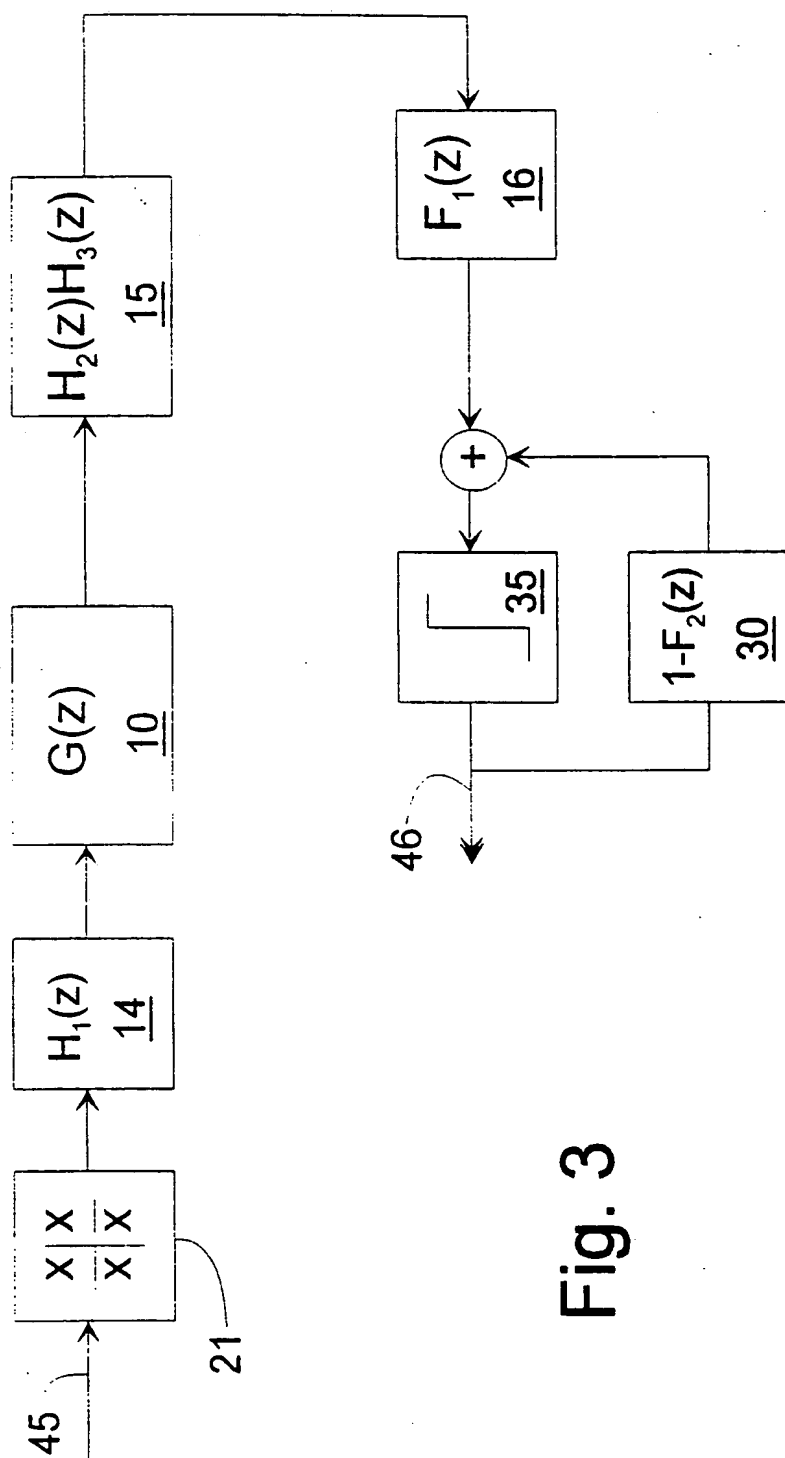 45
X X
X X
21
H₁(z)
14
G(z)
10
H₂(z)H₃(z)
15
F₁(z)
16
+
35
1-F₂(z)
30
46
Fig. 3